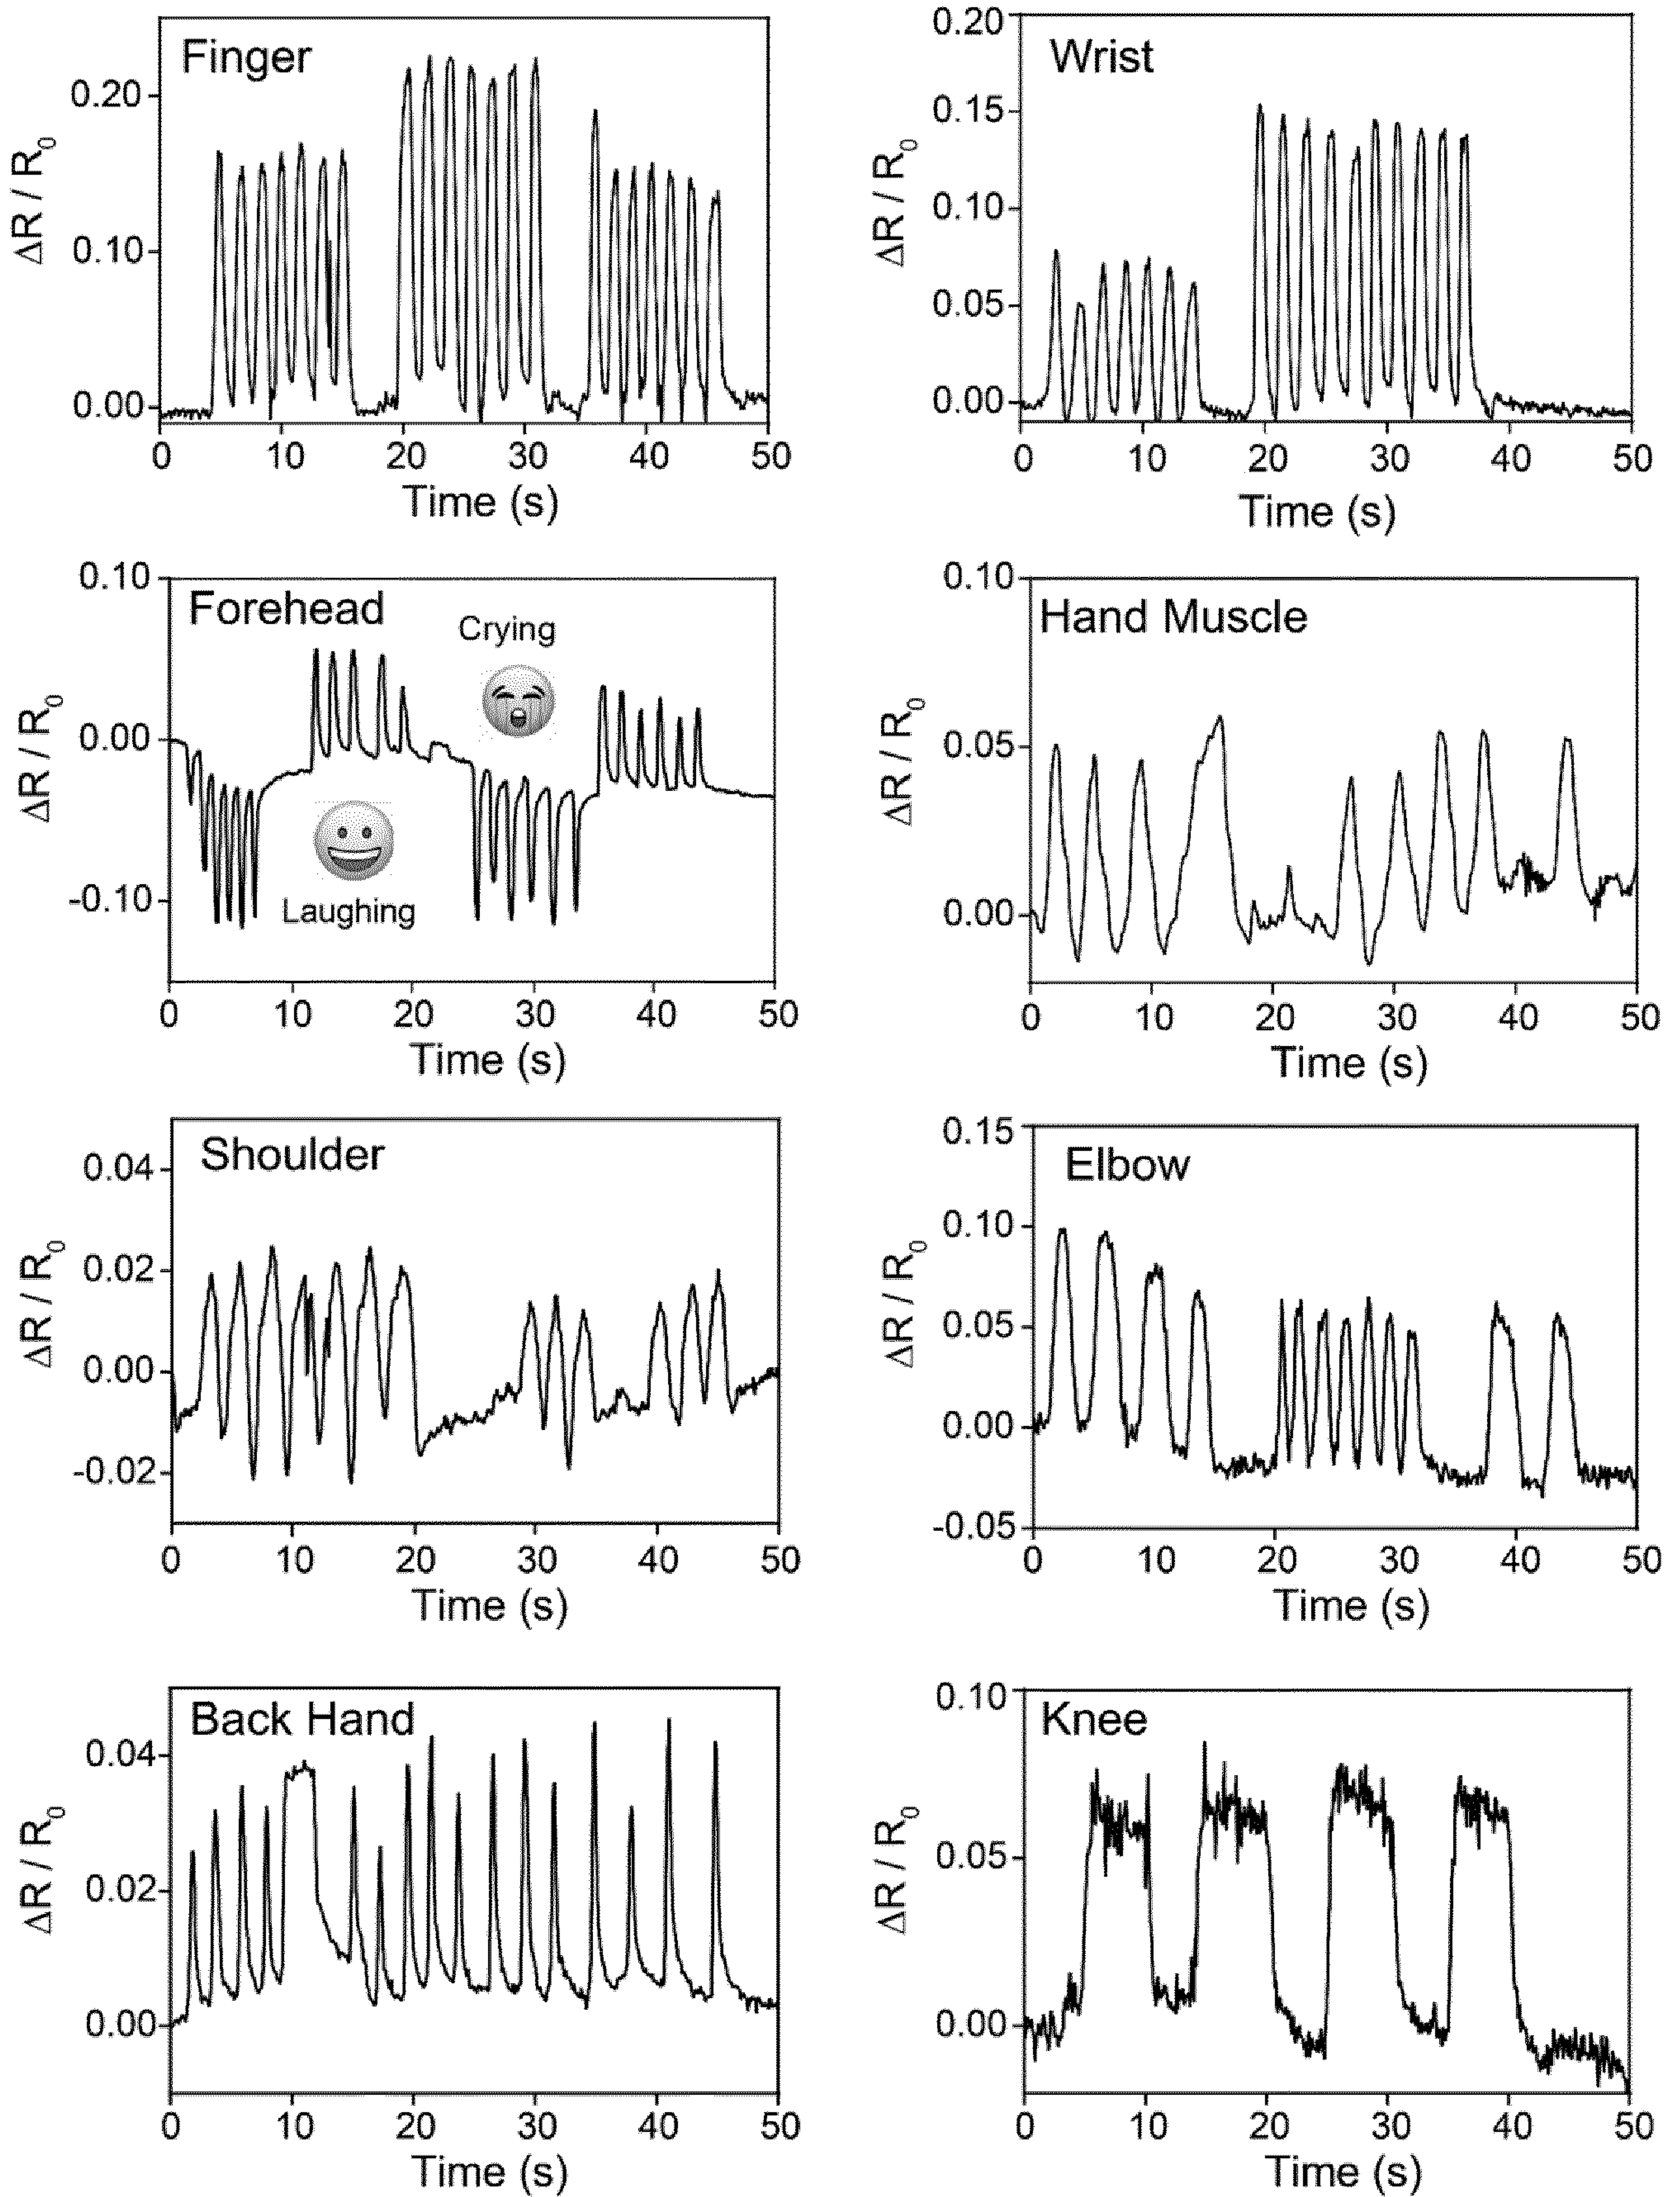 Finger
0.20
0.10
0.00
ΔR / R0
0 10 20 30 40 50
Time (s)
Wrist
0.20
0.15
0.10
0.05
0.00
ΔR / R0
0 10 20 30 40 50
Time (s)
Forehead
Crying
Laughing
0.10
0.00
-0.10
ΔR / R0
0 10 20 30 40 50
Time (s)
Hand Muscle
0.10
0.05
0.00
ΔR / R0
0 10 20 30 40 50
Time (s)
Shoulder
0.04
0.02
0.00
-0.02
ΔR / R0
0 10 20 30 40 50
Time (s)
Elbow
0.15
0.10
0.05
0.00
-0.05
ΔR / R0
0 10 20 30 40 50
Time (s)
Back Hand
0.04
0.02
0.00
ΔR / R0
0 10 20 30 40 50
Time (s)
Knee
0.10
0.05
0.00
ΔR / R0
0 10 20 30 40 50
Time (s)